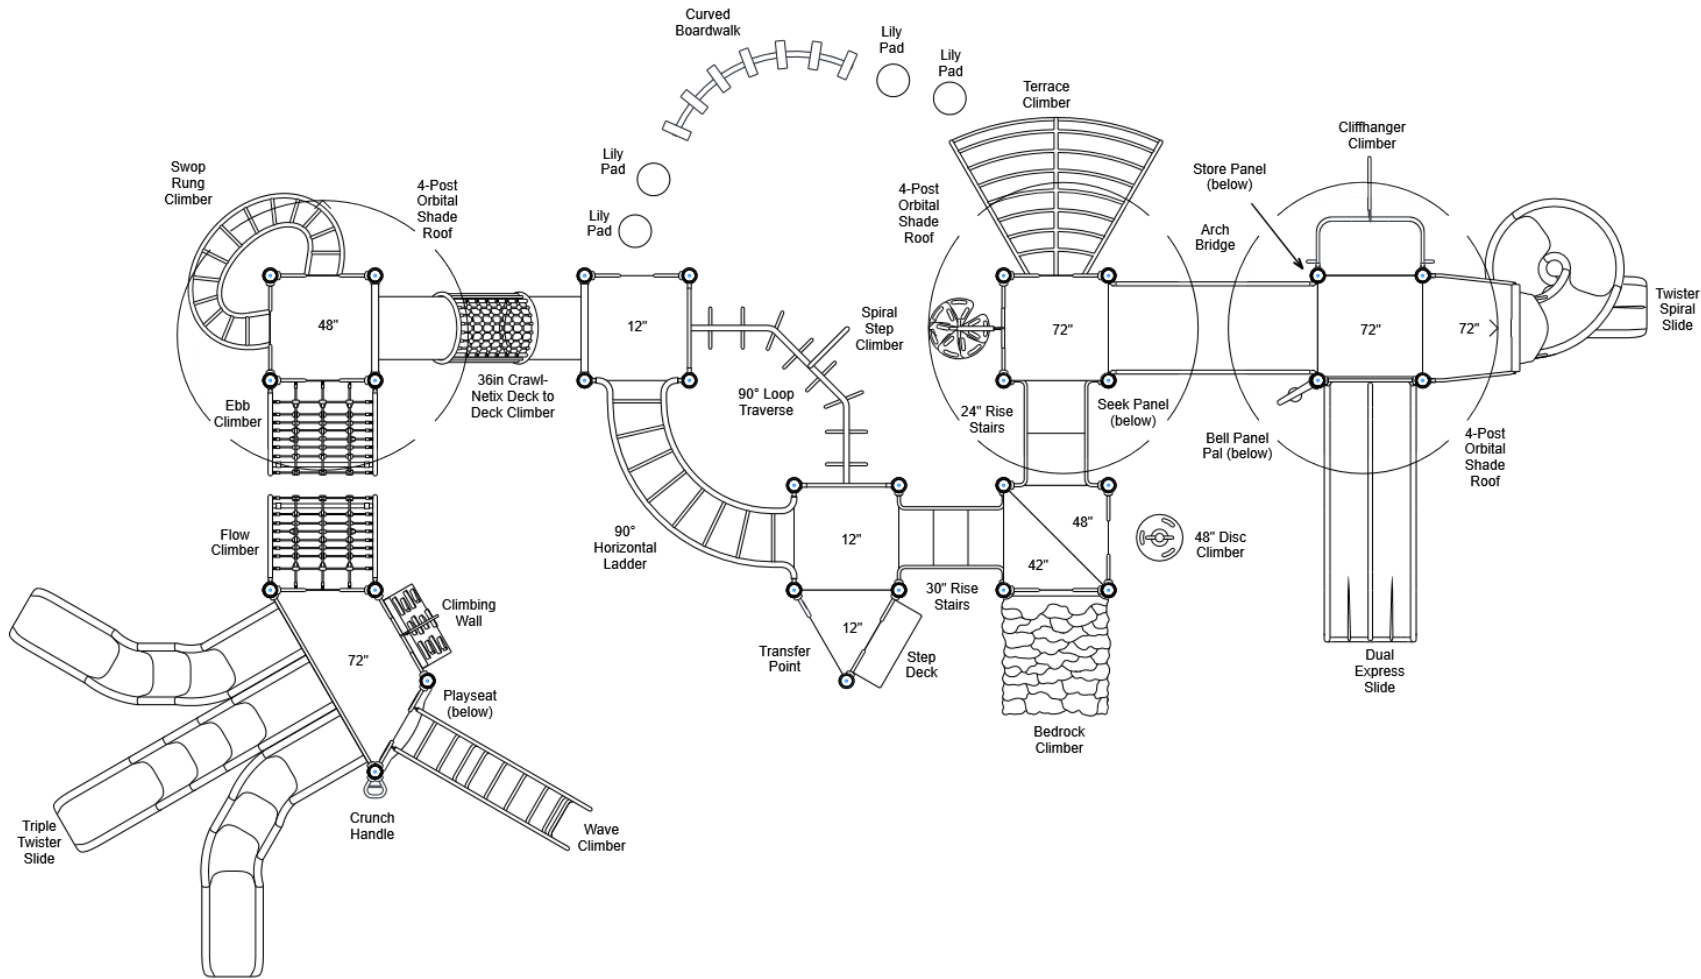 Curved
Boardwalk
Lily
Pad
Lily
Pad
Terrace
Climber
Cliffhanger
Climber
Swop
Rung
Climber
4-Post
Orbital
Shade
Roof
Lily
Pad
Lily
Pad
4-Post
Orbital
Shade
Roof
Store Panel
(below)
Arch
Bridge
Twister
Spiral
Slide
48"
12"
Spiral
Step
Climber
72"
72"
72"
36in Crawl-
Netix Deck to
Deck Climber
90° Loop
Traverse
Ebb
Climber
24" Rise
Stairs
Seek Panel
(below)
Bell Panel
Pal (below)
4-Post
Orbital
Shade
Roof
Flow
Climber
90°
Horizontal
Ladder
12"
48"
42"
48" Disc
Climber
30" Rise
Stairs
Climbing
Wall
12"
Transfer
Point
Step
Deck
72"
Playseat
(below)
Dual
Express
Slide
Bedrock
Climber
Triple
Twister
Slide
Crunch
Handle
Wave
Climber